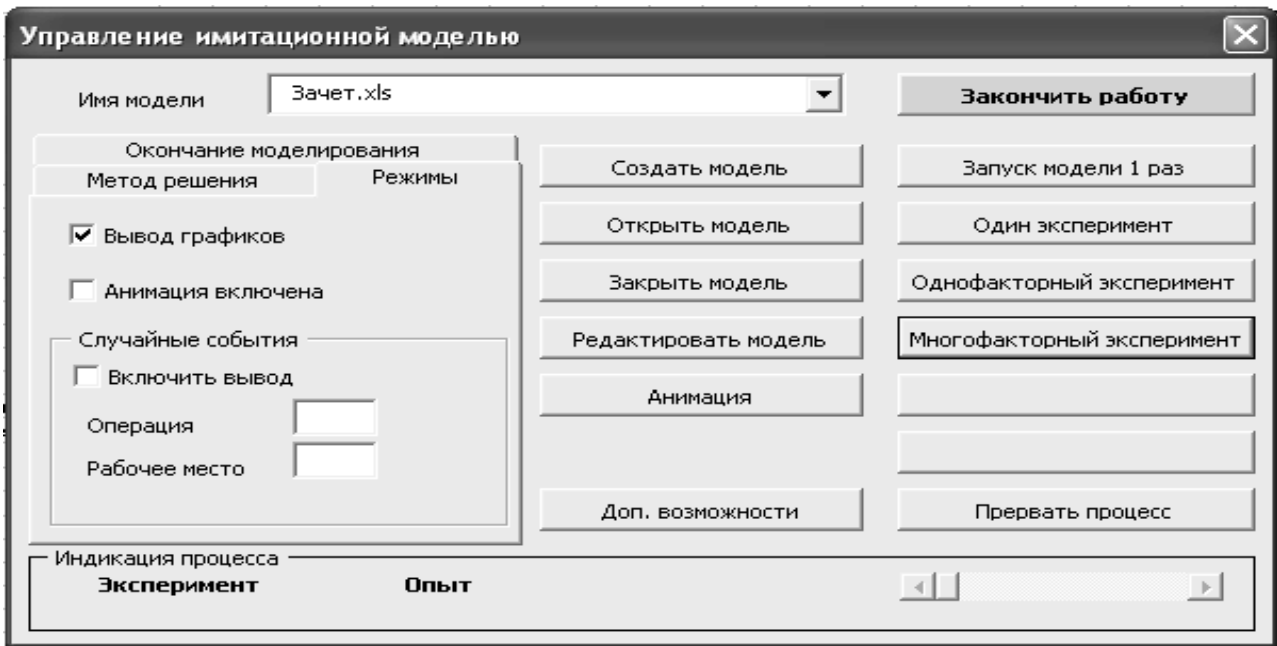 Управление имитационной моделью
Имя модели
Зачет.xls
Закончить работу
Окончание моделирования
Метод решения
Режимы
Вывод графиков
Анимация включена
Случайные события
Включить вывод
Операция
Рабочее место
Создать модель
Открыть модель
Закрыть модель
Редактировать модель
Анимация
Доп. возможности
Запуск модели 1 раз
Один эксперимент
Однофакторный эксперимент
Многофакторный эксперимент
Прервать процесс
Индикация процесса
Эксперимент
Опыт